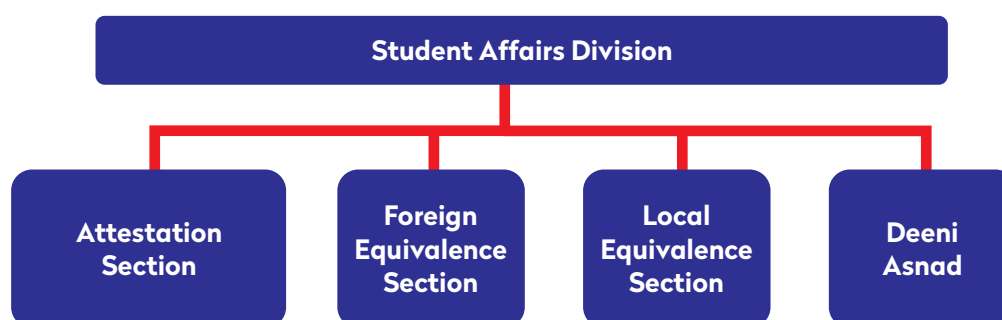 Student Affairs Division
Attestation
Section
Foreign
Equivalence
Section
Local
Equivalence
Section
Deeni
Asnad